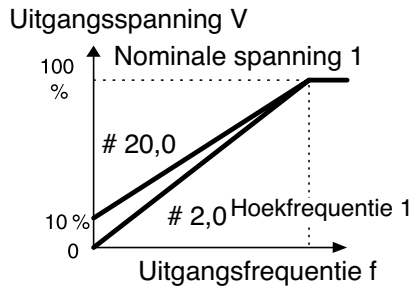 Uitgangsspanning V
Nominale spanning 1
100
%
# 20,0
# 2,0
Hoekfrequentie 1
10 %
0
Uitgangsfrequentie f